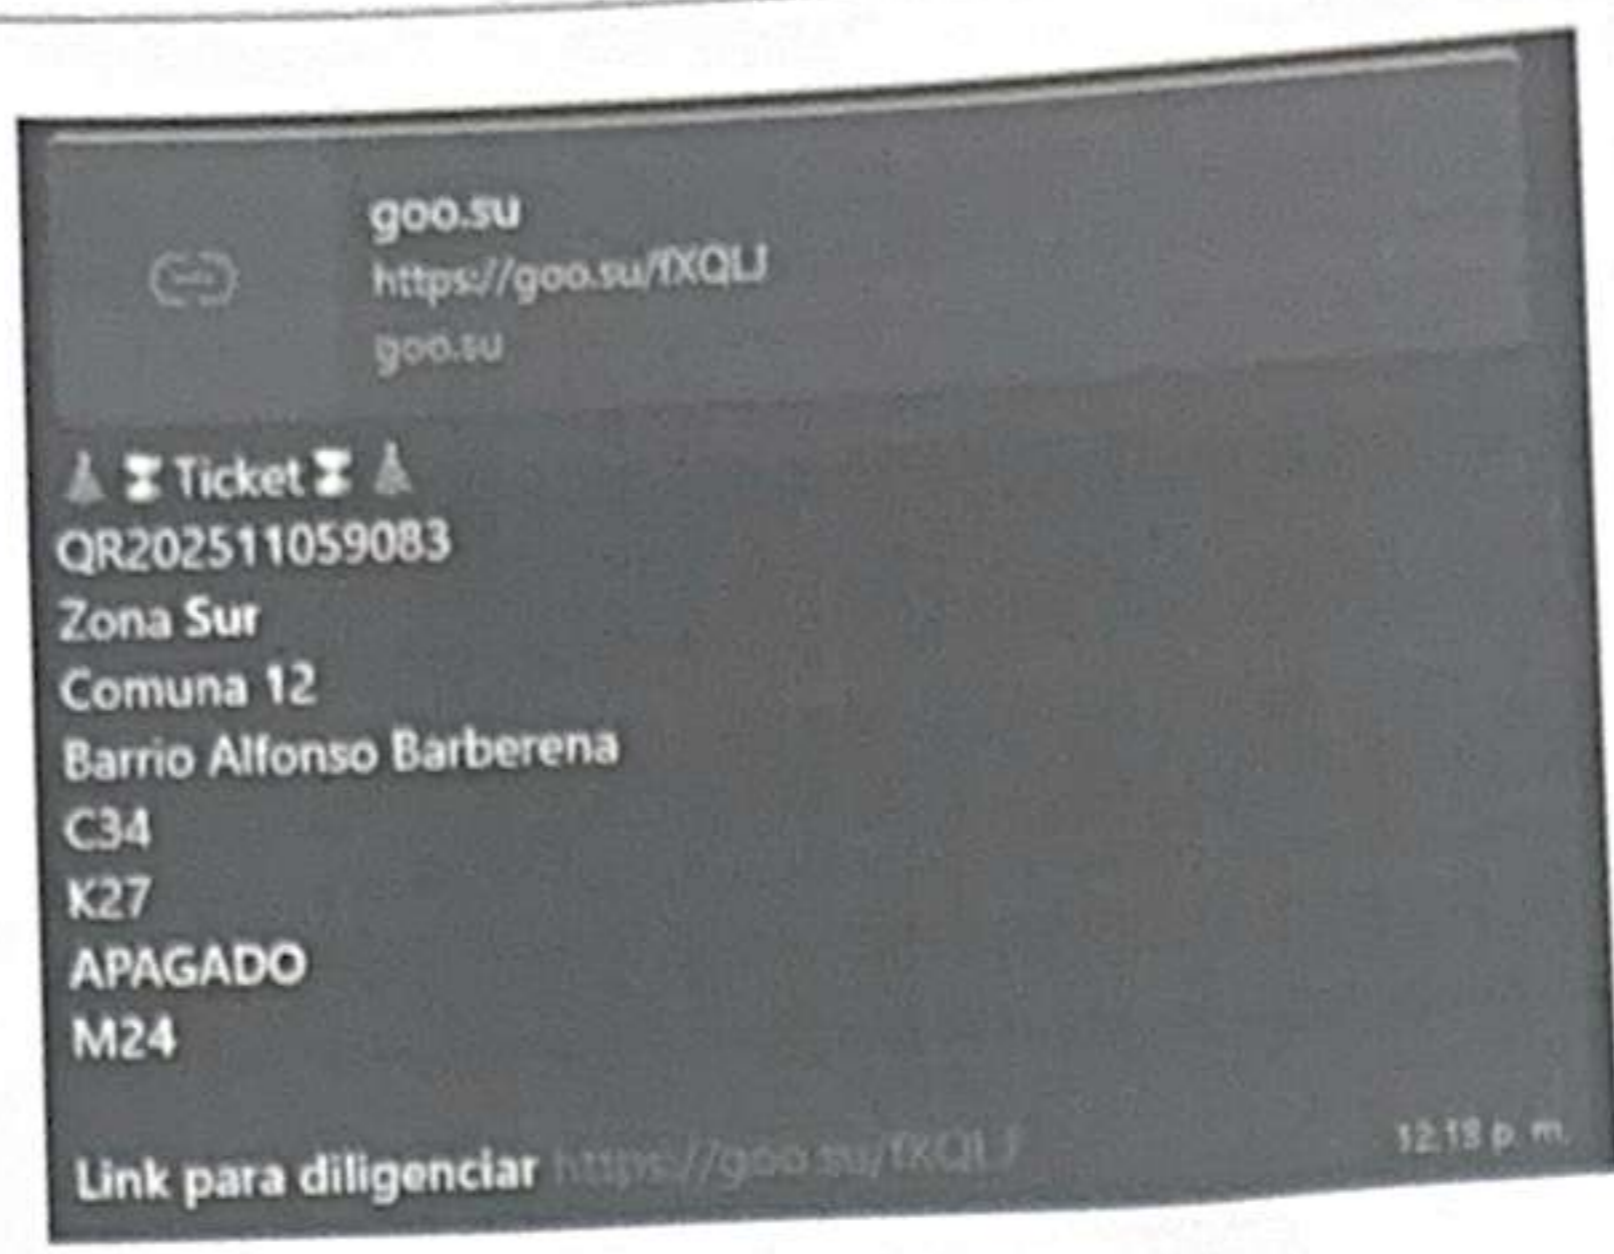 goo.su
https://goo.su/fXQLJ
goo.su
Ticket
QR202511059083
Zona Sur
Comuna 12
Barrio Alfonso Barberena
C34
K27
APAGADO
M24
Link para diligenciar https://goo.su/fXQLJ
12:13 p. m.